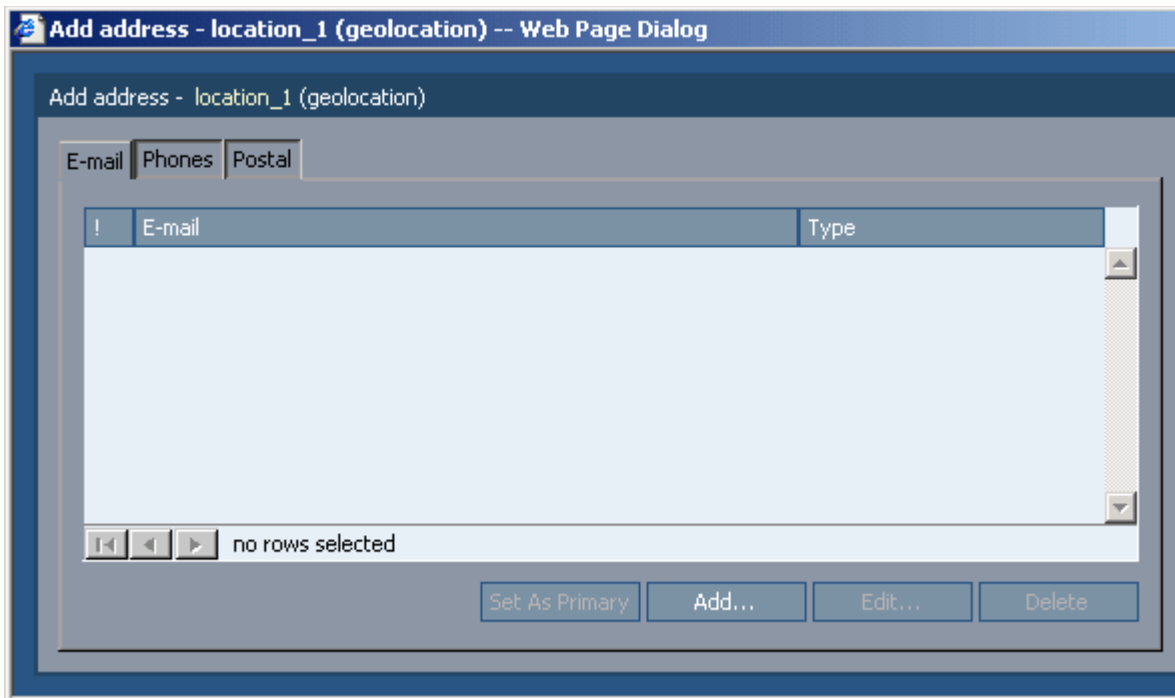 Add address - location_1 (geolocation) -- Web Page Dialog
Add address - location_1 (geolocation)
E-mail Phones Postal
! E-mail Type
no rows selected
Set As Primary Add... Edit... Delete